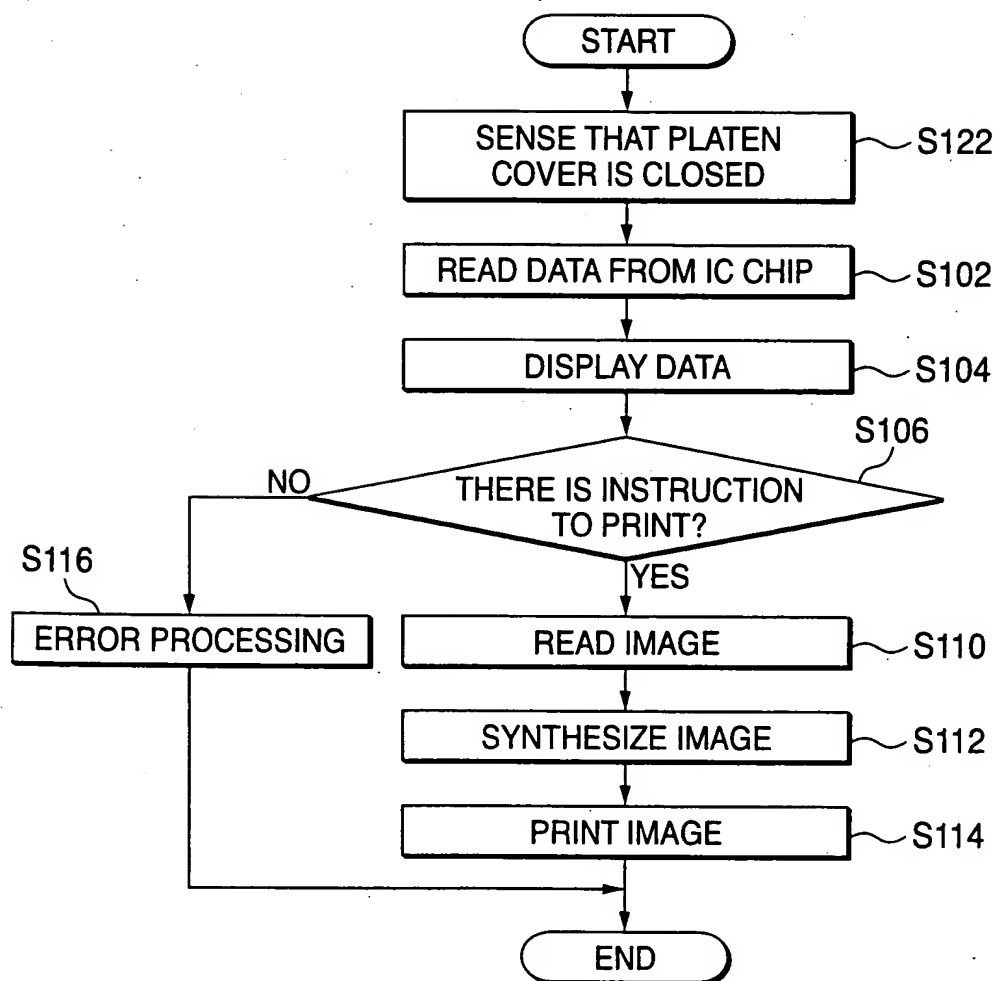 START
SENSE THAT PLATEN
COVER IS CLOSED
S122
READ DATA FROM IC CHIP
S102
DISPLAY DATA
S104
S106
NO
THERE IS INSTRUCTION
TO PRINT?
YES
S116
ERROR PROCESSING
READ IMAGE
S110
SYNTHESIZE IMAGE
S112
PRINT IMAGE
S114
END